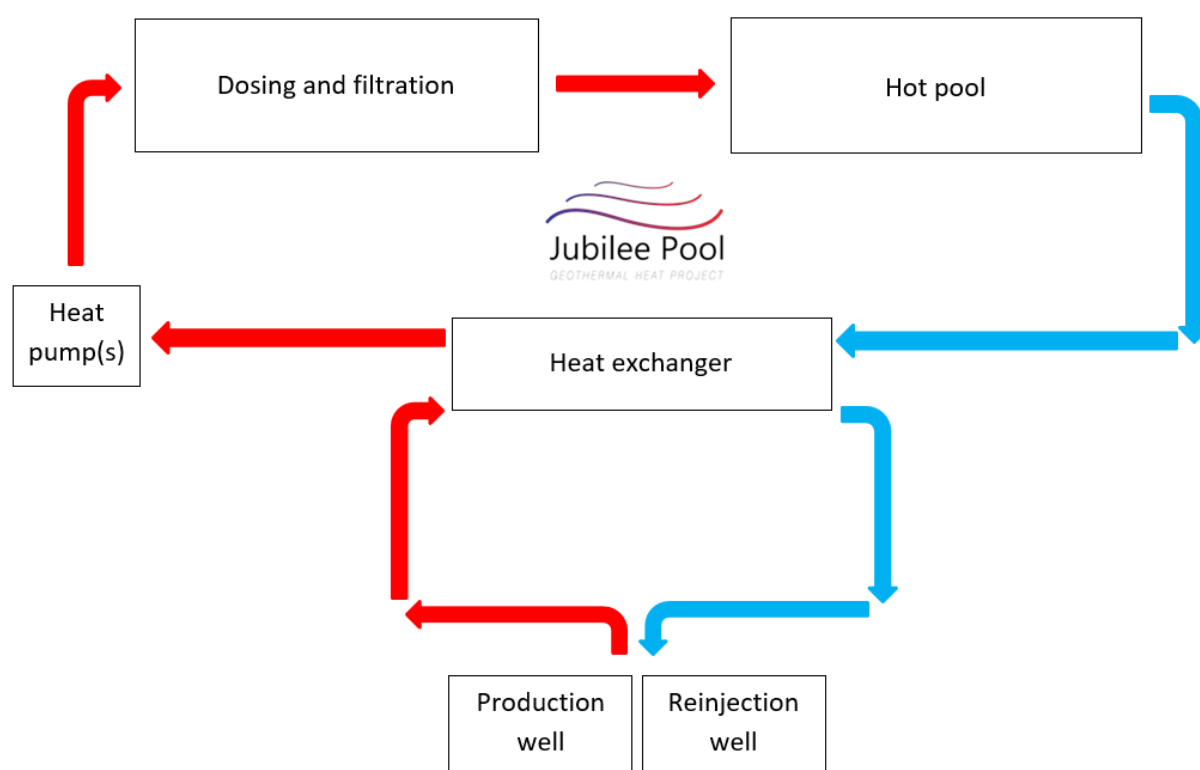 Dosing and filtration
Hot pool
Jubilee Pool
GEOTHERMAL HEAT PROJECT
Heat
pump(s)
Heat exchanger
Production
well
Reinjection
well